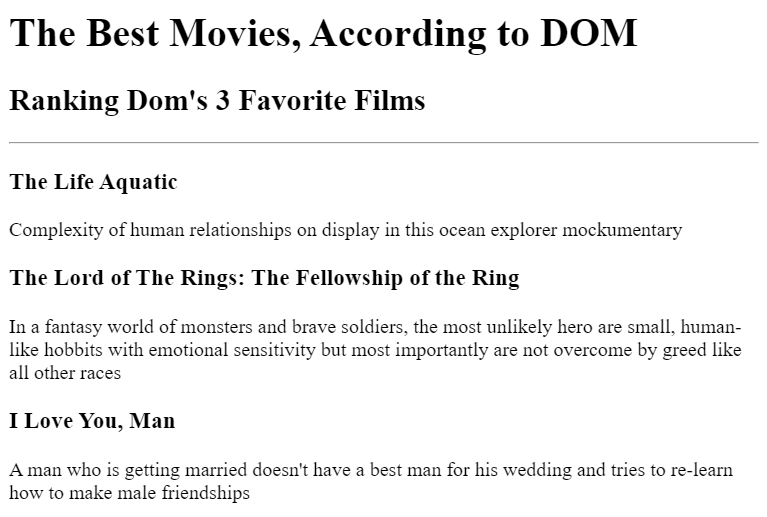 The Best Movies, According to DOM
Ranking Dom's 3 Favorite Films
The Life Aquatic
Complexity of human relationships on display in this ocean explorer mockumentary
The Lord of The Rings: The Fellowship of the Ring
In a fantasy world of monsters and brave soldiers, the most unlikely hero are small, human-
like hobbits with emotional sensitivity but most importantly are not overcome by greed like
all other races
I Love You, Man
A man who is getting married doesn't have a best man for his wedding and tries to re-learn
how to make male friendships